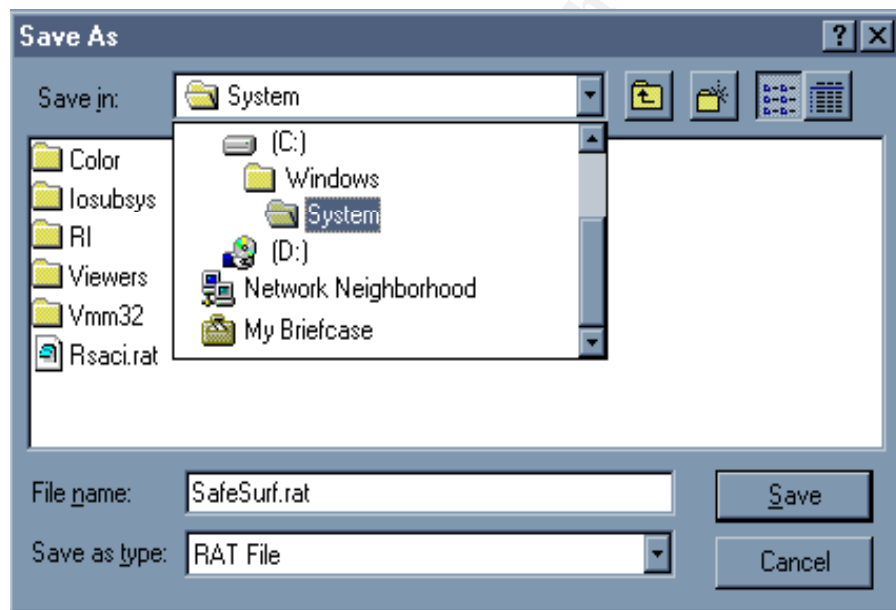 Save As
Save in: System
Color
Iosubsys
RI
Viewers
Vmm32
Rsaci.rat
(C:)
Windows
System
(D:)
Network Neighborhood
My Briefcase
File name: SafeSurf.rat
Save
Save as type: RAT File
Cancel